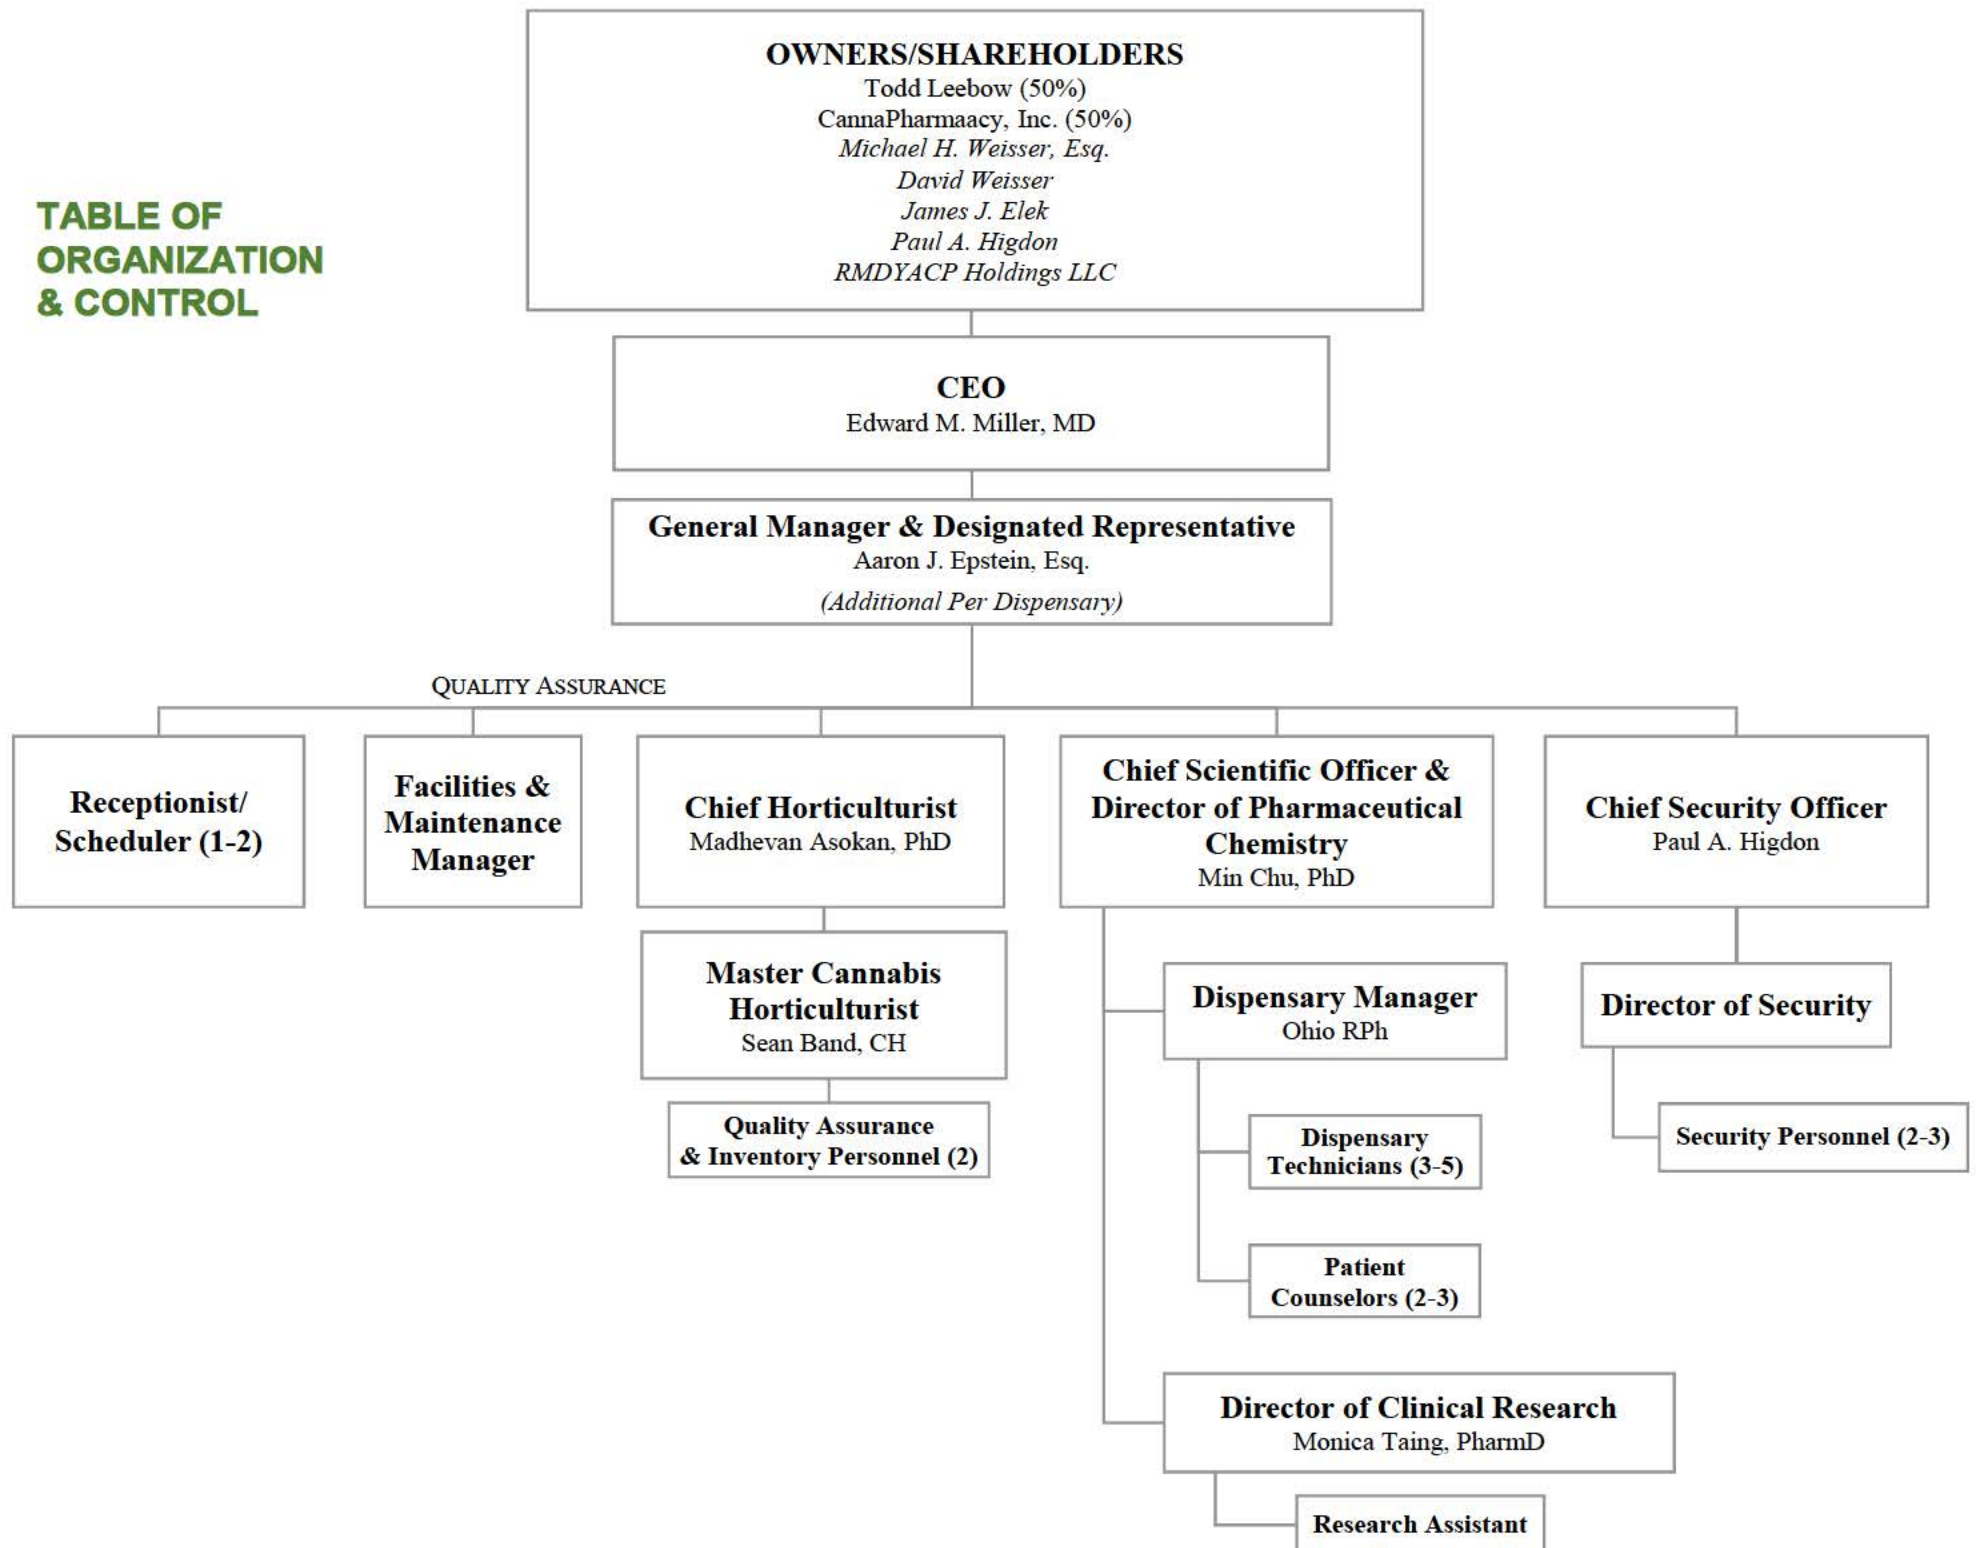 TABLE OF
ORGANIZATION
& CONTROL
OWNERS/SHAREHOLDERS
Todd Leebow (50%)
CannaPharmaacy, Inc. (50%)
Michael H. Weisser, Esq.
David Weisser
James J. Elek
Paul A. Higdon
RMDYACP Holdings LLC
CEO
Edward M. Miller, MD
General Manager & Designated Representative
Aaron J. Epstein, Esq.
(Additional Per Dispensary)
QUALITY ASSURANCE
Receptionist/
Scheduler (1-2)
Facilities &
Maintenance
Manager
Chief Horticulturist
Madhevan Asokan, PhD
Master Cannabis
Horticulturist
Sean Band, CH
Quality Assurance
& Inventory Personnel (2)
Chief Scientific Officer &
Director of Pharmaceutical
Chemistry
Min Chu, PhD
Dispensary Manager
Ohio RPh
Dispensary
Technicians (3-5)
Patient
Counselors (2-3)
Director of Clinical Research
Monica Taing, PharmD
Research Assistant
Chief Security Officer
Paul A. Higdon
Director of Security
Security Personnel (2-3)